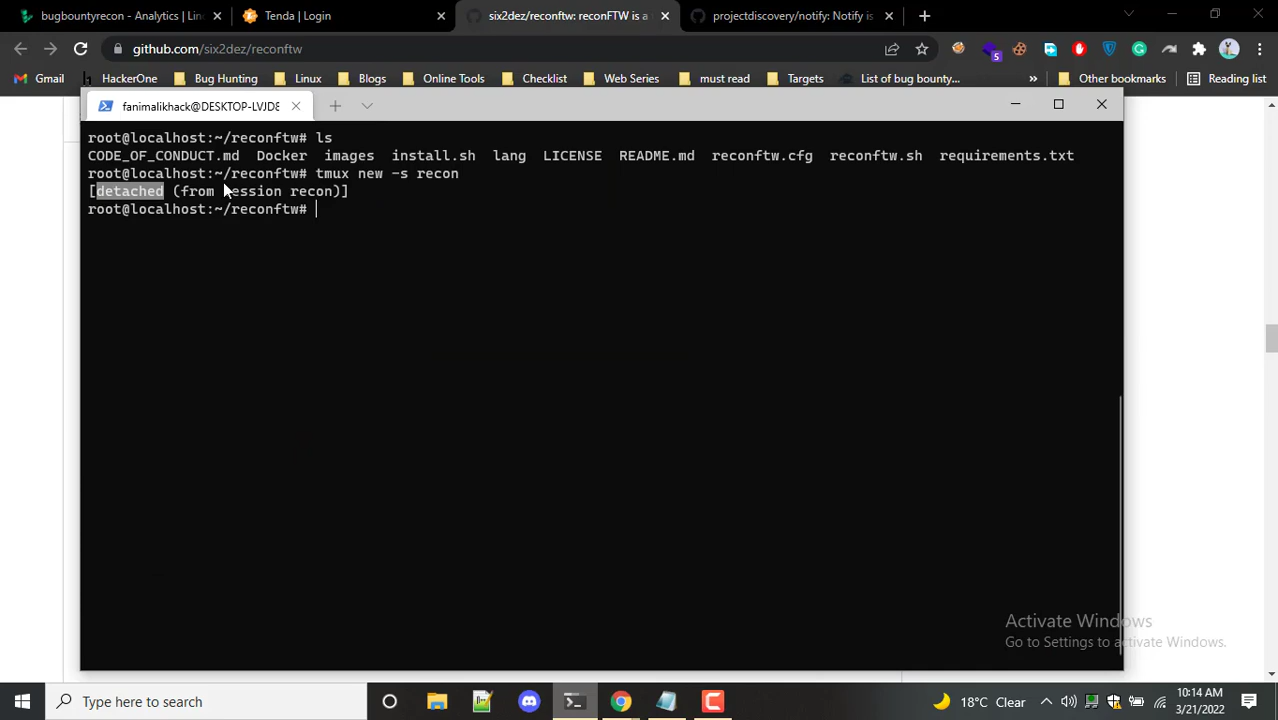 bugbountyrecon - Analytics | Lin
Tenda | Login
six2dez/reconftw: reconFTW is a
projectdiscovery/notify: Notify is
github.com/six2dez/reconftw
5
Gmail
HackerOne
Bug Hunting
Linux
Blogs
Online Tools
Checklist
Web Series
must read
Targets
List of bug bounty...
»
Other bookmarks
Reading list
fanimalikhack@DESKTOP-LVJDE
root@localhost:~/reconftw# ls
CODE_OF_CONDUCT.md Docker images install.sh lang LICENSE README.md reconftw.cfg reconftw.sh requirements.txt
root@localhost:~/reconftw# tmux new -s recon
[detached (from session recon)]
root@localhost:~/reconftw#
Activate Windows
Go to Settings to activate Windows.
Type here to search
18°C Clear
10:14 AM
3/21/2022